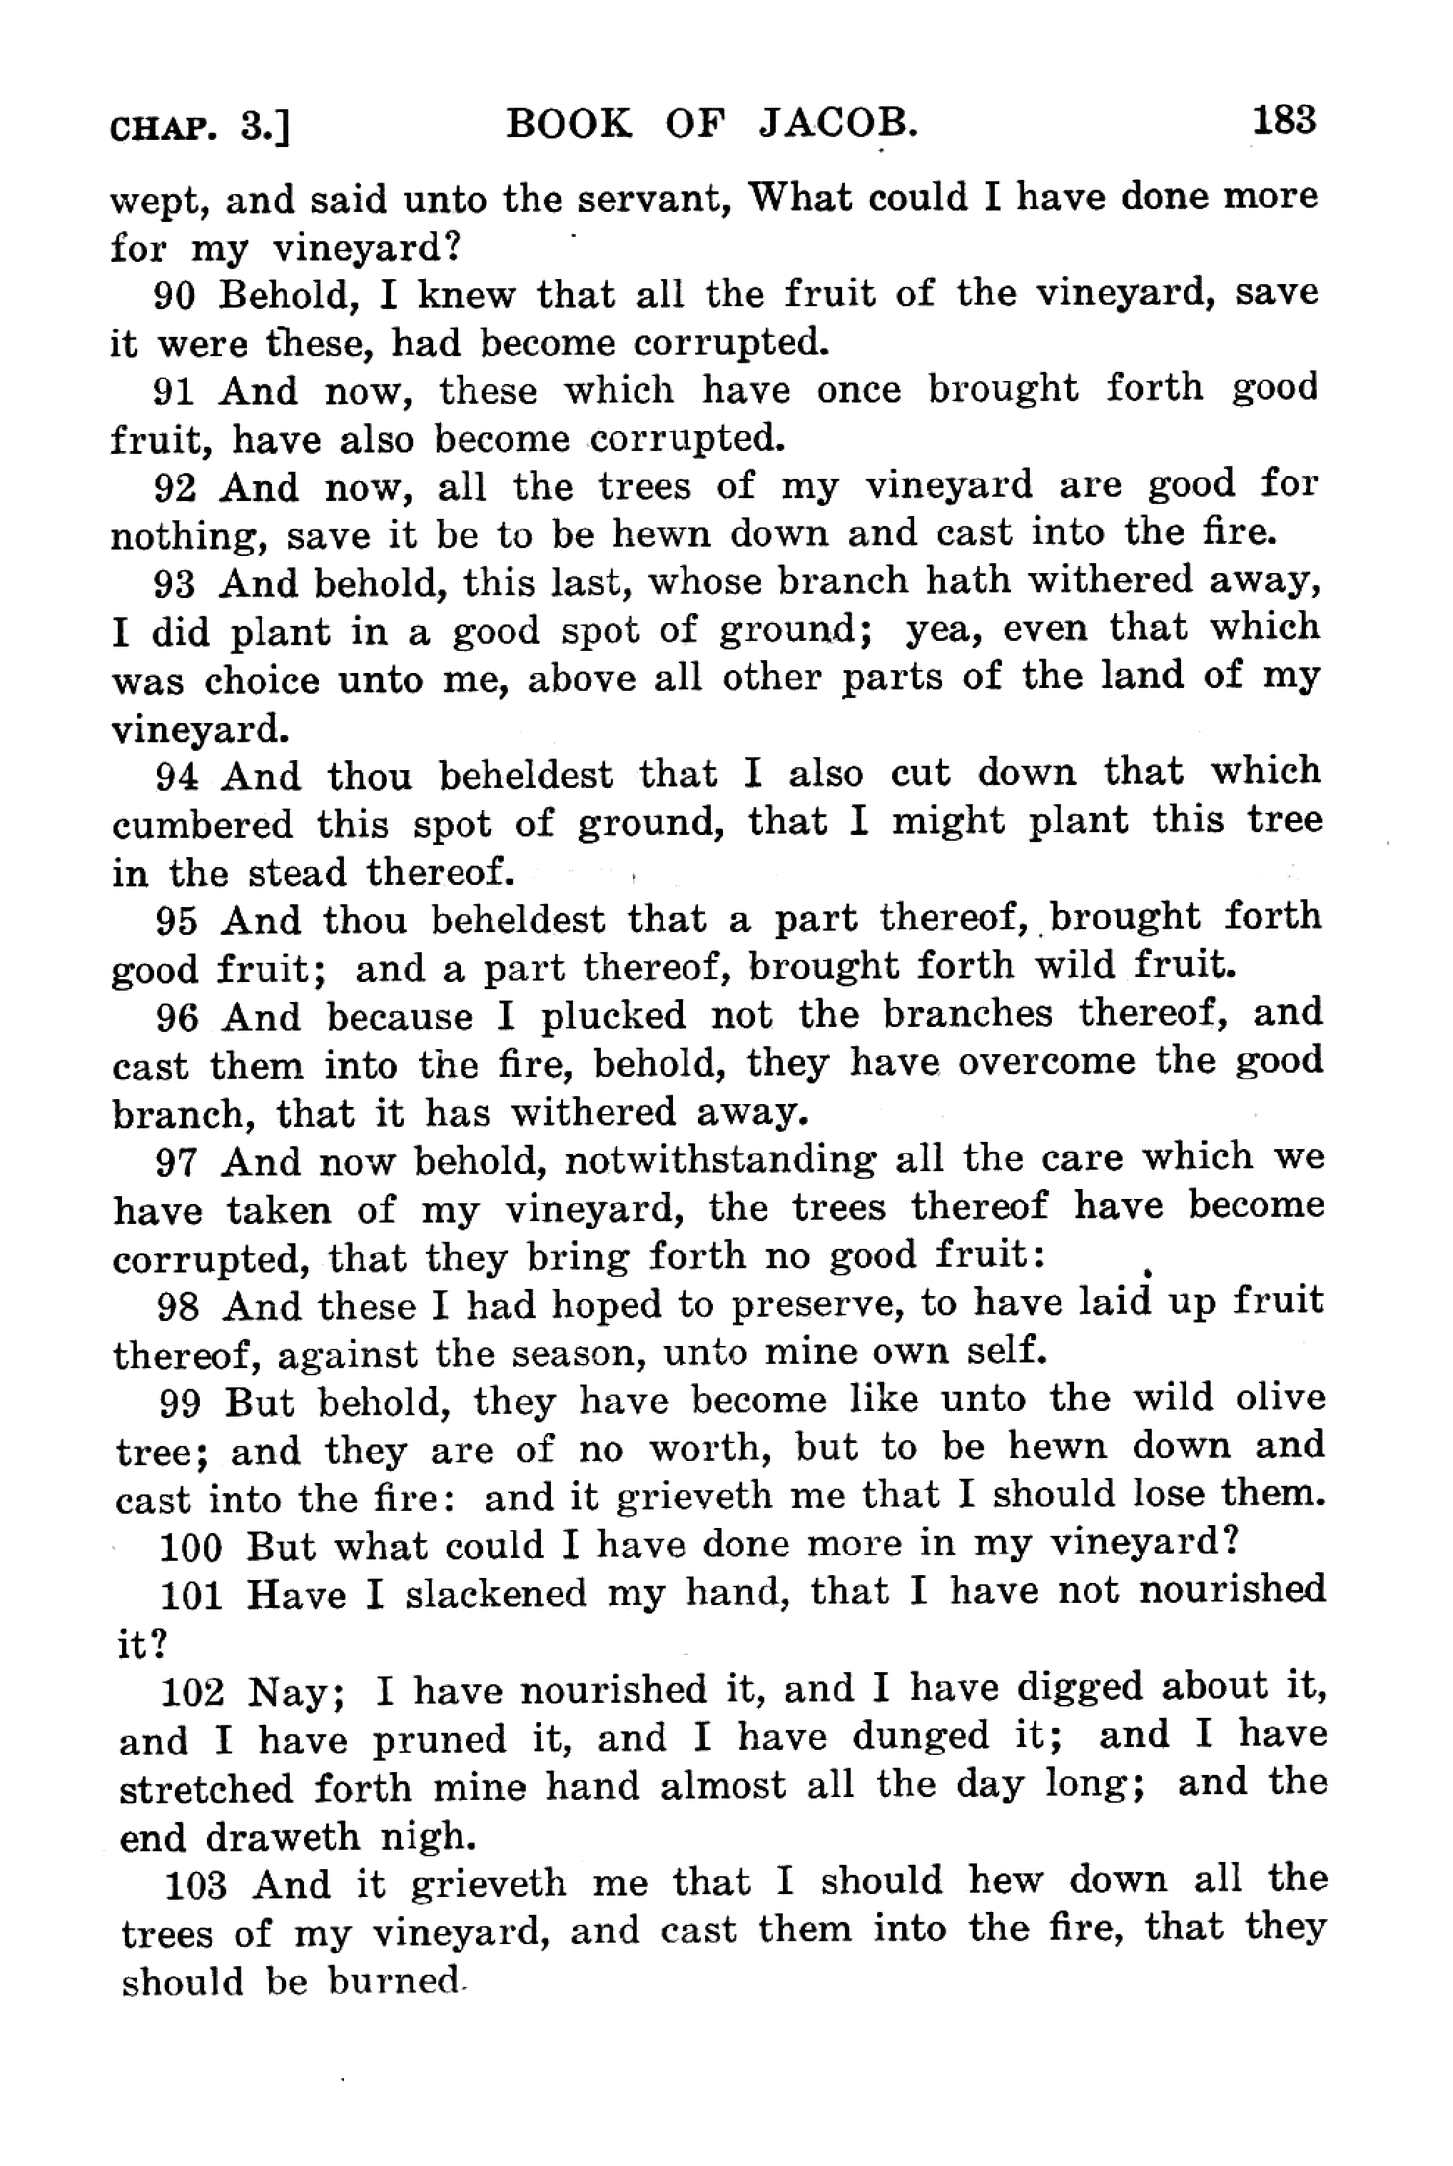 CHAP. 3.] BOOK OF JACOB. 183
wept, and said unto the servant, What could I have done more
for my vineyard?
90 Behold, I knew that all the fruit of the vineyard, save
it were these, had become corrupted.
91 And now, these which have once brought forth good
fruit, have also become corrupted.
92 And now, all the trees of my vineyard are good for
nothing, save it be to be hewn down and cast into the fire.
93 And behold, this last, whose branch hath withered away,
I did plant in a good spot of ground; yea, even that which
was choice unto me, above all other parts of the land of my
vineyard.
94 And thou beheldest that I also cut down that which
cumbered this spot of ground, that I might plant this tree
in the stead thereof.
95 And thou beheldest that a part thereof, brought forth
good fruit; and a part thereof, brought forth wild fruit.
96 And because I plucked not the branches thereof, and
cast them into the fire, behold, they have overcome the good
branch, that it has withered away.
97 And now behold, notwithstanding all the care which we
have taken of my vineyard, the trees thereof have become
corrupted, that they bring forth no good fruit:
98 And these I had hoped to preserve, to have laid up fruit
thereof, against the season, unto mine own self.
99 But behold, they have become like unto the wild olive
tree; and they are of no worth, but to be hewn down and
cast into the fire: and it grieveth me that I should lose them.
100 But what could I have done more in my vineyard?
101 Have I slackened my hand, that I have not nourished
it?
102 Nay; I have nourished it, and I have digged about it,
and I have pruned it, and I have dunged it; and I have
stretched forth mine hand almost all the day long; and the
end draweth nigh.
103 And it grieveth me that I should hew down all the
trees of my vineyard, and cast them into the fire, that they
should be burned.